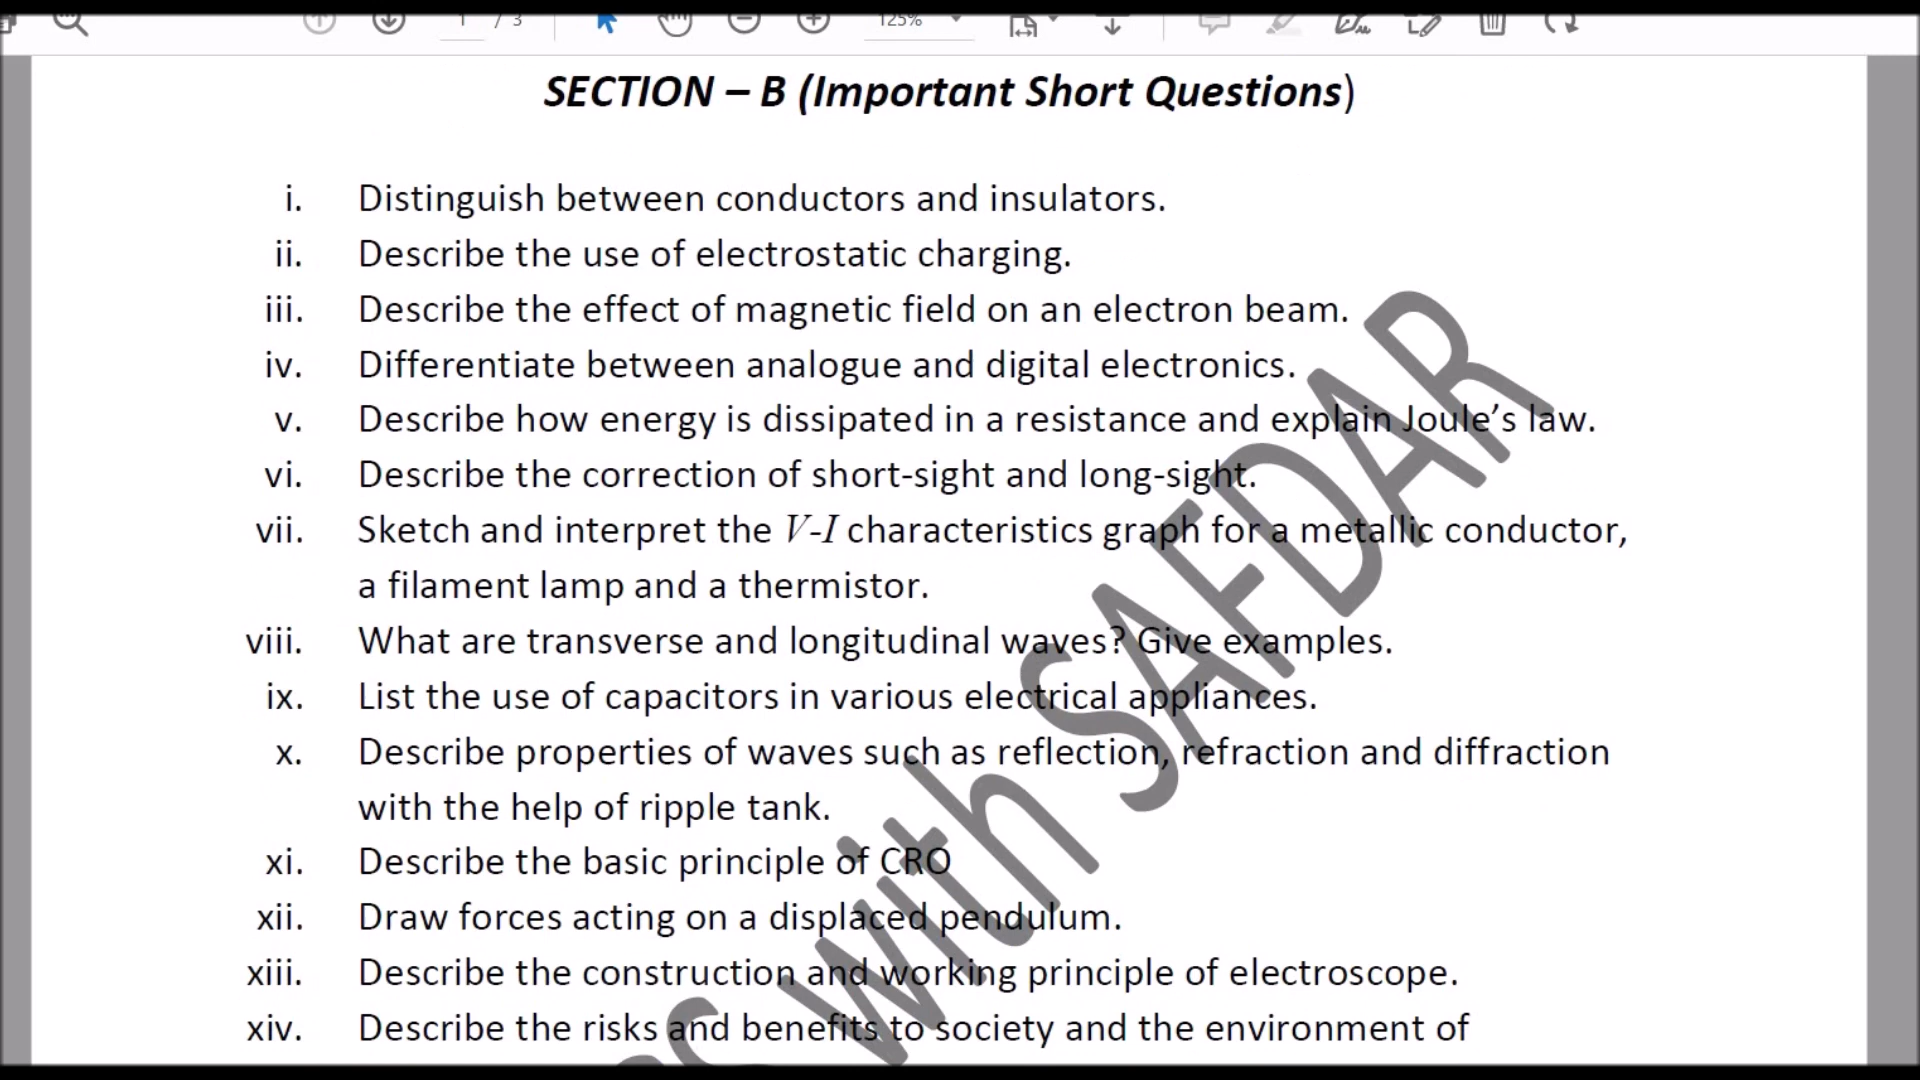 1 / 3 125%
SECTION – B (Important Short Questions)
i. Distinguish between conductors and insulators.
ii. Describe the use of electrostatic charging.
iii. Describe the effect of magnetic field on an electron beam.
iv. Differentiate between analogue and digital electronics.
v. Describe how energy is dissipated in a resistance and explain Joule’s law.
vi. Describe the correction of short-sight and long-sight.
vii. Sketch and interpret the V-I characteristics graph for a metallic conductor,
a filament lamp and a thermistor.
viii. What are transverse and longitudinal waves? Give examples.
ix. List the use of capacitors in various electrical appliances.
x. Describe properties of waves such as reflection, refraction and diffraction
with the help of ripple tank.
xi. Describe the basic principle of CRO
xii. Draw forces acting on a displaced pendulum.
xiii. Describe the construction and working principle of electroscope.
xiv. Describe the risks and benefits to society and the environment of
with SAFDAR